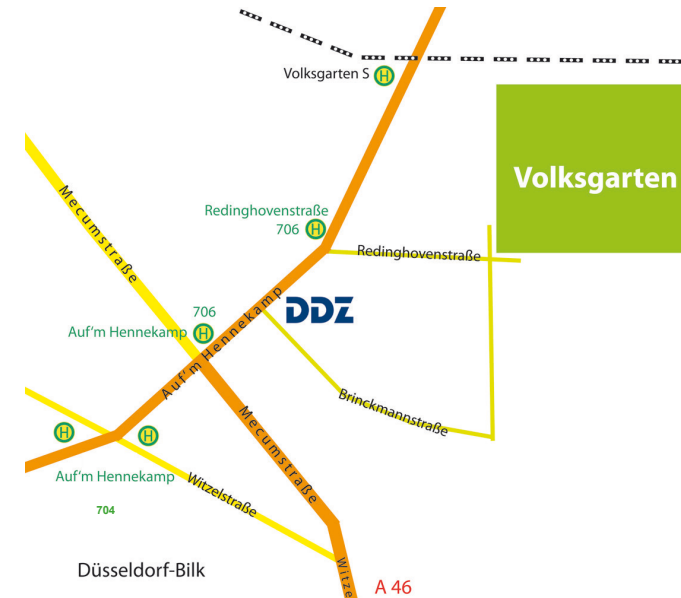 Volksgarten S
H
Volksgarten
Mecumstraße
Redinghovenstraße
706
H
Redinghovenstraße
DDZ
706
Auf'm Hennekamp
H
Auf'm Hennekamp
Brinckmannstraße
Mecumstraße
H
H
Auf'm Hennekamp
Witzelstraße
704
Düsseldorf-Bilk
Witze
A 46